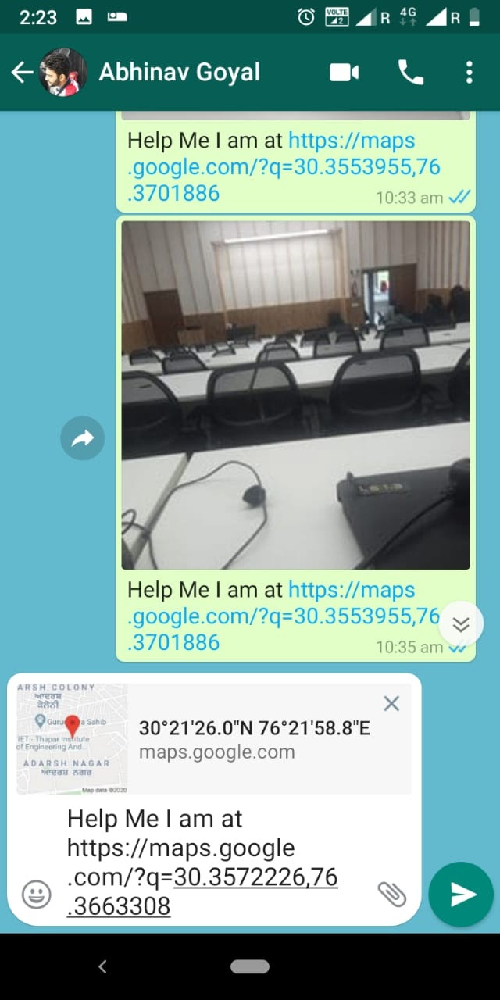 2:23
VOLTE
2
R
4G
R
Abhinav Goyal
Help Me I am at https://maps
.google.com/?q=30.3553955,76
.3701886
10:33 am
Help Me I am at https://maps
.google.com/?q=30.3553955,76
.3701886
10:35 am
ARSH COLONY
ਆਦਰਸ਼
ਕੋਲੋਨੀ
Guru a Sahib
IET - Thapar Institute
of Engineering And...
ADARSH NAGAR
ਆਦਰਸ਼ ਨਗਰ
Map data ©2020
30°21'26.0"N 76°21'58.8"E
maps.google.com
Help Me I am at
https://maps.google
.com/?q=30.3572226,76
.3663308